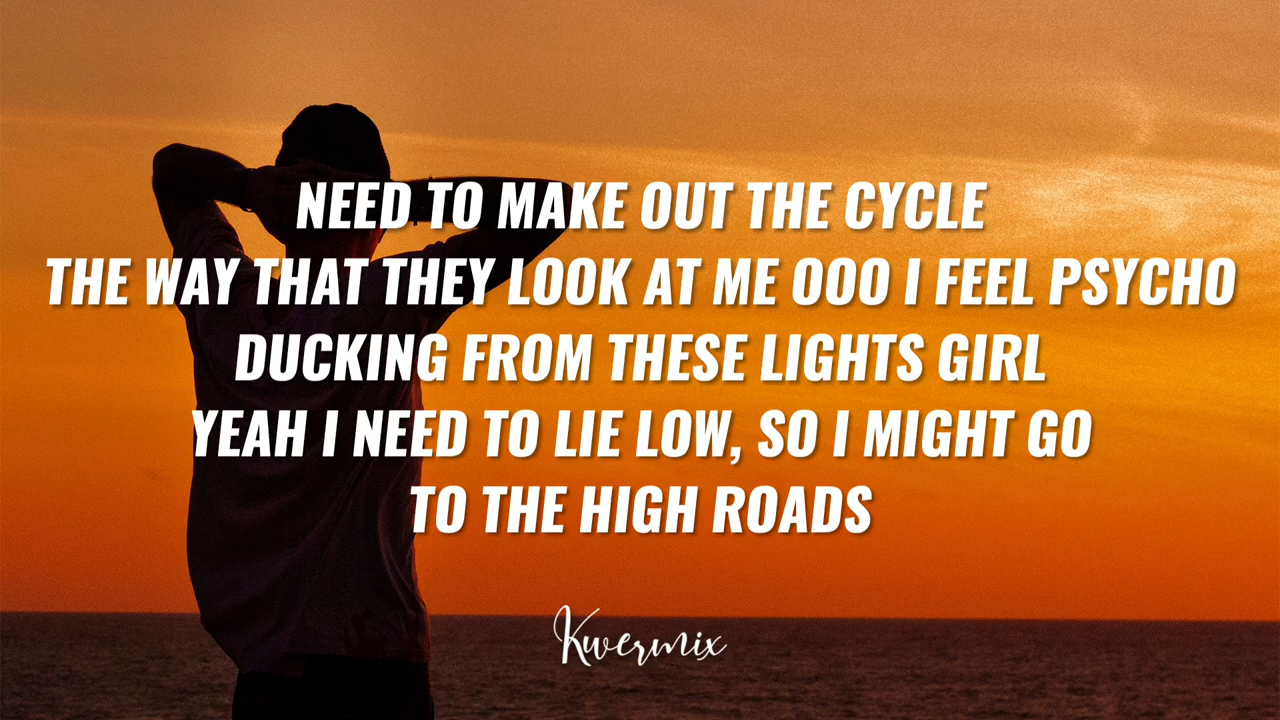 NEED TO MAKE OUT THE CYCLE
THE WAY THAT THEY LOOK AT ME OOO I FEEL PSYCHO
DUCKING FROM THESE LIGHTS GIRL
YEAH I NEED TO LIE LOW, SO I MIGHT GO
TO THE HIGH ROADS
Kwermix